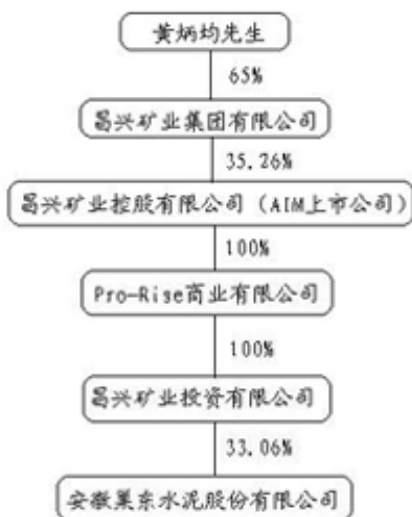 黄炳均先生
65%
昌兴矿业集团有限公司
35.26%
昌兴矿业控股有限公司（AIM上市公司）
100%
Pro-Rise商业有限公司
100%
昌兴矿业投资有限公司
33.06%
安徽巢东水泥股份有限公司